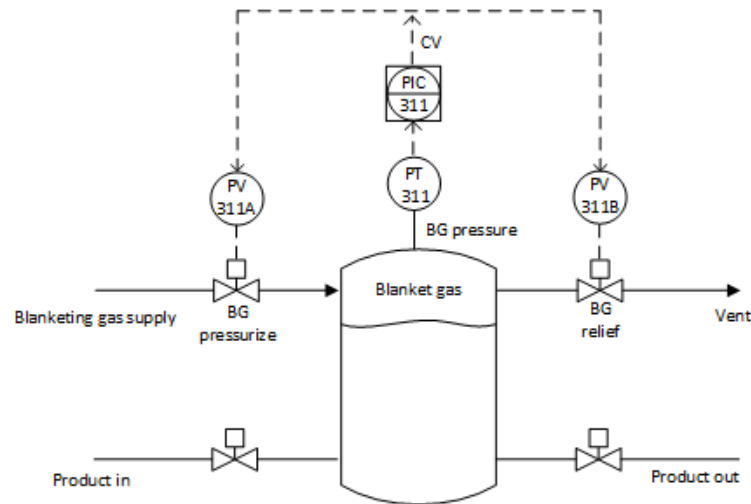 CV
PIC
311
PT
311
PV
311A
PV
311B
BG pressure
Blanket gas
Blanketing gas supply
BG
pressurize
BG
relief
Vent
Product in
Product out